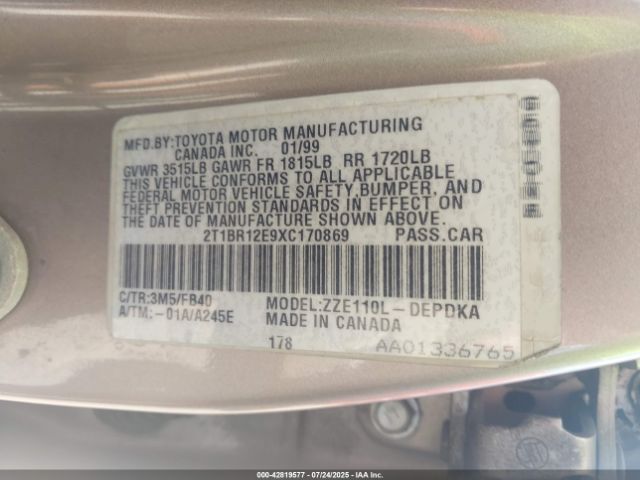 MFD.BY:TOYOTA MOTOR MANUFACTURING
CANADA INC. 01/99
GVWR 3515LB GAWR FR 1815LB RR 1720LB
THIS VEHICLE CONFORMS TO ALL APPLICABLE
FEDERAL MOTOR VEHICLE SAFETY,BUMPER, AND
THEFT PREVENTION STANDARDS IN EFFECT ON
THE DATE OF MANUFACTURE SHOWN ABOVE.
2T1BR12E9XC170869 PASS.CAR
C/TR:3M5/FB40 MODEL:ZZE110L-DEPDKA
A/TM:-01A/A245E MADE IN CANADA
178 AA01336765
000-42819577 - 07/24/2025 - IAAI, Inc.